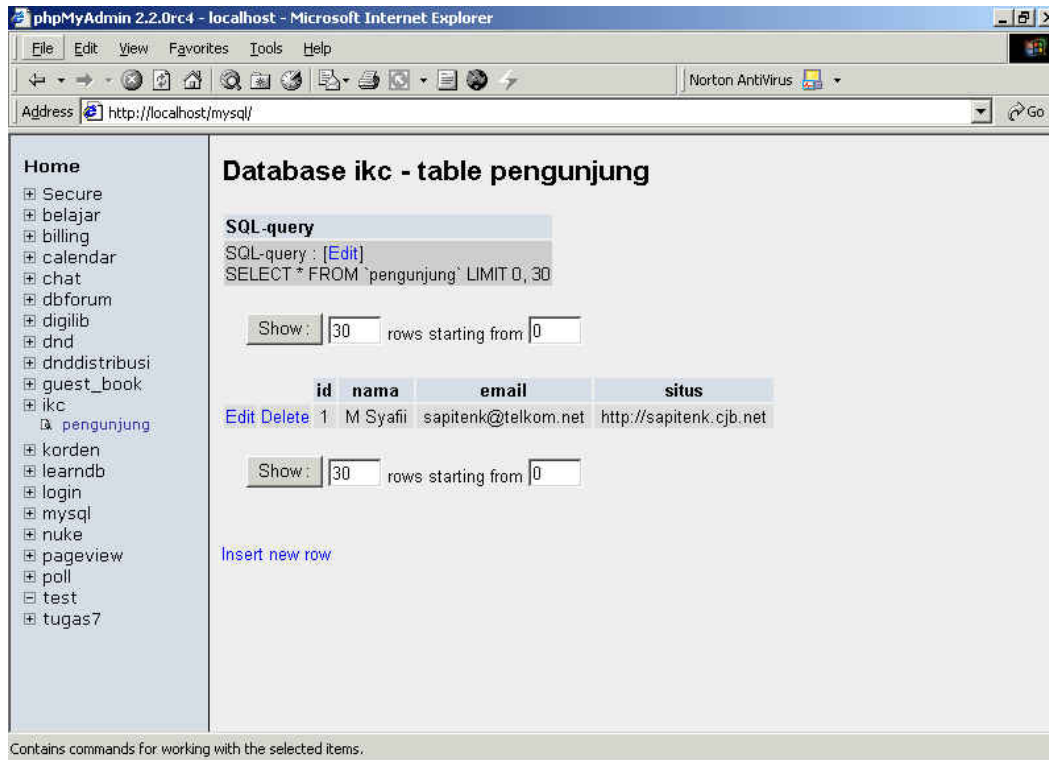 phpMyAdmin 2.2.0rc4 - localhost - Microsoft Internet Explorer
File Edit View Favorites Tools Help
Norton AntiVirus
Address http://localhost/mysql/ Go
Home
Secure
belajar
billing
calendar
chat
dbforum
digilib
dnd
dnddistribusi
guest_book
ikc
pengunjung
korden
learndb
login
mysql
nuke
pageview
poll
test
tugas7
Database ikc - table pengunjung
SQL-query
SQL-query : [Edit]
SELECT * FROM `pengunjung` LIMIT 0, 30
Show : 30 rows starting from 0
id nama email situs
Edit Delete 1 M Syafii sapitenk@telkom.net http://sapitenk.cjb.net
Show : 30 rows starting from 0
Insert new row
Contains commands for working with the selected items.